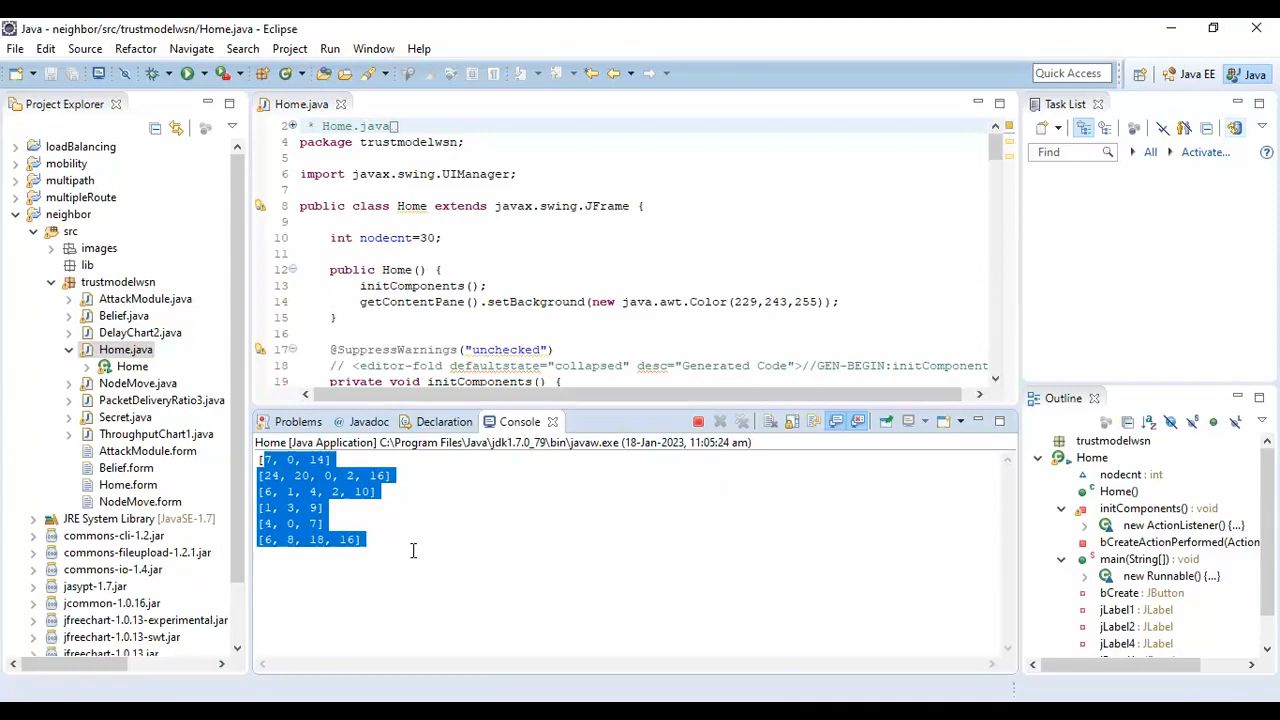 Java - neighbor/src/trustmodelwsn/Home.java - Eclipse
File Edit Source Refactor Navigate Search Project Run Window Help
Quick Access
Java EE
Java
Project Explorer
loadBalancing
mobility
multipath
multipleRoute
neighbor
src
images
lib
trustmodelwsn
AttackModule.java
Belief.java
DelayChart2.java
Home.java
Home
NodeMove.java
PacketDeliveryRatio3.java
Secret.java
ThroughputChart1.java
AttackModule.form
Belief.form
Home.form
NodeMove.form
JRE System Library [JavaSE-1.7]
commons-cli-1.2.jar
commons-fileupload-1.2.1.jar
commons-io-1.4.jar
jasypt-1.7.jar
jcommon-1.0.16.jar
jfreechart-1.0.13-experimental.jar
jfreechart-1.0.13-swt.jar
jfreechart-1.0.13.jar
Home.java
2 * Home.java
4 package trustmodelwsn;
5
6 import javax.swing.UIManager;
7
8 public class Home extends javax.swing.JFrame {
9
10 int nodecnt=30;
11
12 public Home() {
13 initComponents();
14 getContentPane().setBackground(new java.awt.Color(229,243,255));
15 }
16
17 @SuppressWarnings("unchecked")
18 // <editor-fold defaultstate="collapsed" desc="Generated Code">//GEN-BEGIN:initComponent
19 private void initComponents() {
Problems @ Javadoc Declaration Console
Home [Java Application] C:\Program Files\Java\jdk1.7.0_79\bin\javaw.exe (18-Jan-2023, 11:05:24 am)
[7, 0, 14]
[24, 20, 0, 2, 16]
[6, 1, 4, 2, 10]
[1, 3, 9]
[4, 0, 7]
[6, 8, 18, 16]
Task List
Find
All
Activate...
Outline
trustmodelwsn
Home
nodecnt : int
Home()
initComponents() : void
new ActionListener() {...}
bCreateActionPerformed(Action
main(String[]) : void
new Runnable() {...}
bCreate : JButton
jLabel1 : JLabel
jLabel2 : JLabel
jLabel4 : JLabel